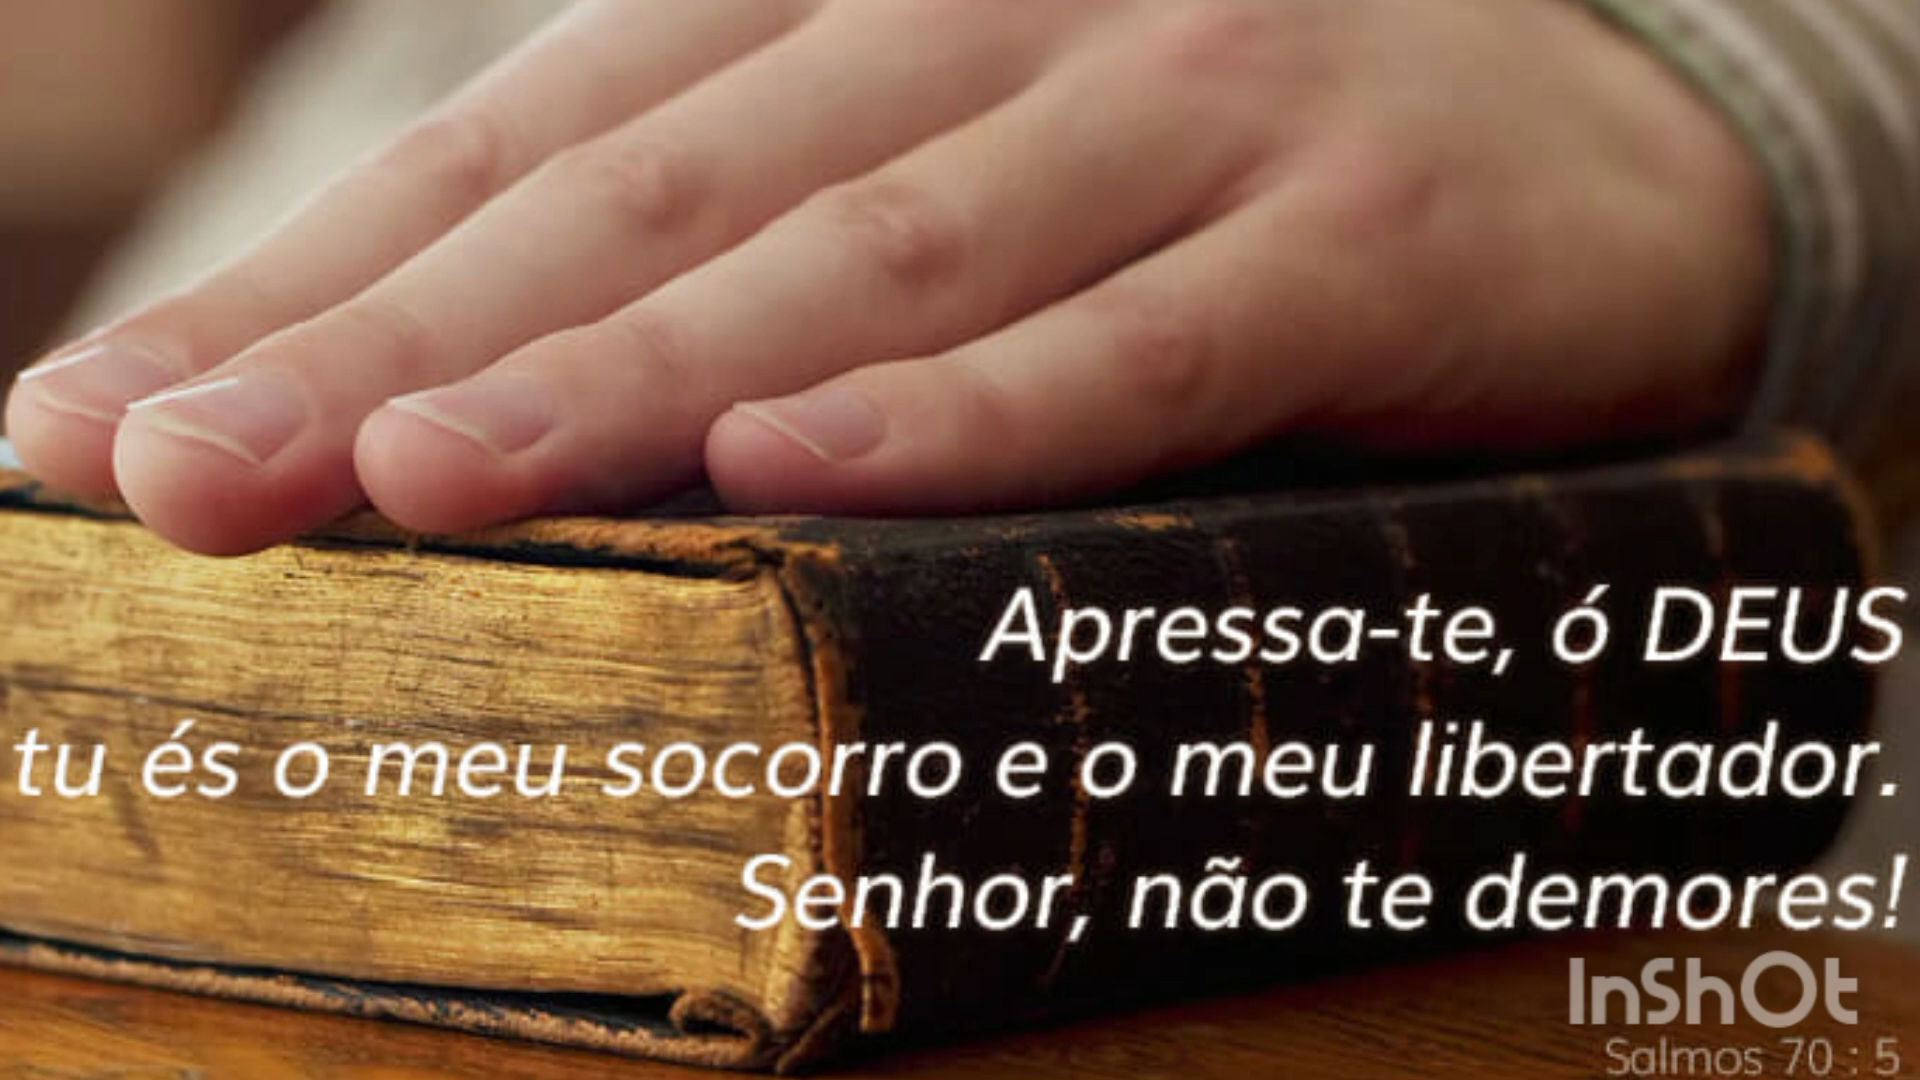 Apressa-te, ó DEUS
tu és o meu socorro e o meu libertador.
Senhor, não te demores!
InShOt
Salmos 70 : 5